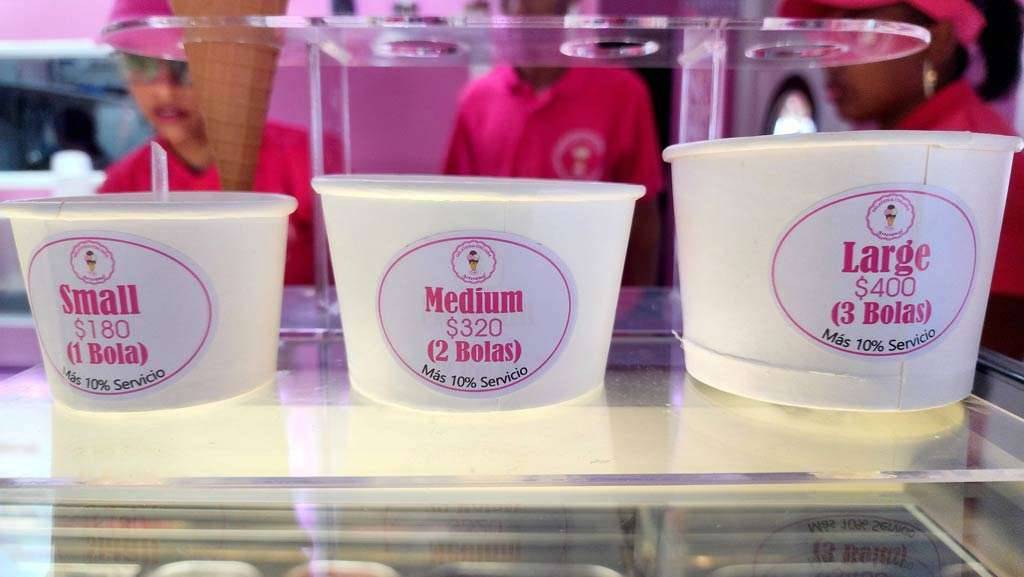 Small
$180
(1 Bola)
Más 10% Servicio
Medium
$320
(2 Bolas)
Más 10% Servicio
Large
$400
(3 Bolas)
Más 10% Servicio